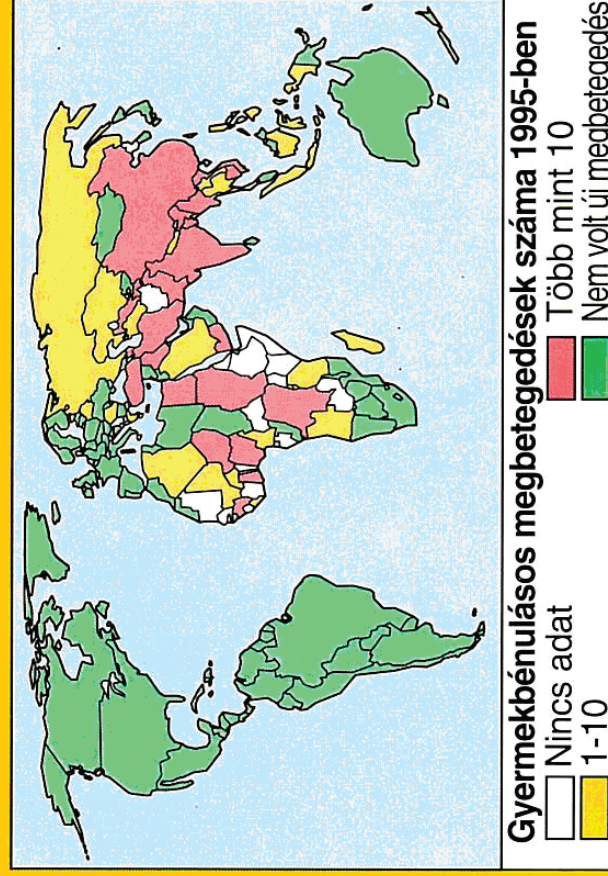 Gyermekbénulásos megbetegedések száma 1995-ben
Nincs adat
Több mint 10
1-10
Nem volt új megbetegedés